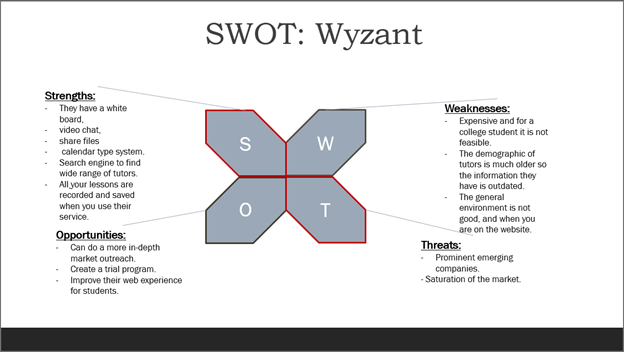 SWOT: Wyzant
Strengths:
- They have a white
board,
- video chat,
- share files
- calendar type system.
- Search engine to find
wide range of tutors.
- All your lessons are
recorded and saved
when you use their
service.
S
W
O
T
Weaknesses:
- Expensive and for a
college student it is not
feasible.
- The demographic of
tutors is much older so
the information they
have is outdated.
- The general
environment is not
good, and when you
are on the website.
Opportunities:
- Can do a more in-depth
market outreach.
- Create a trial program.
- Improve their web experience
for students.
Threats:
- Prominent emerging
companies.
- Saturation of the market.